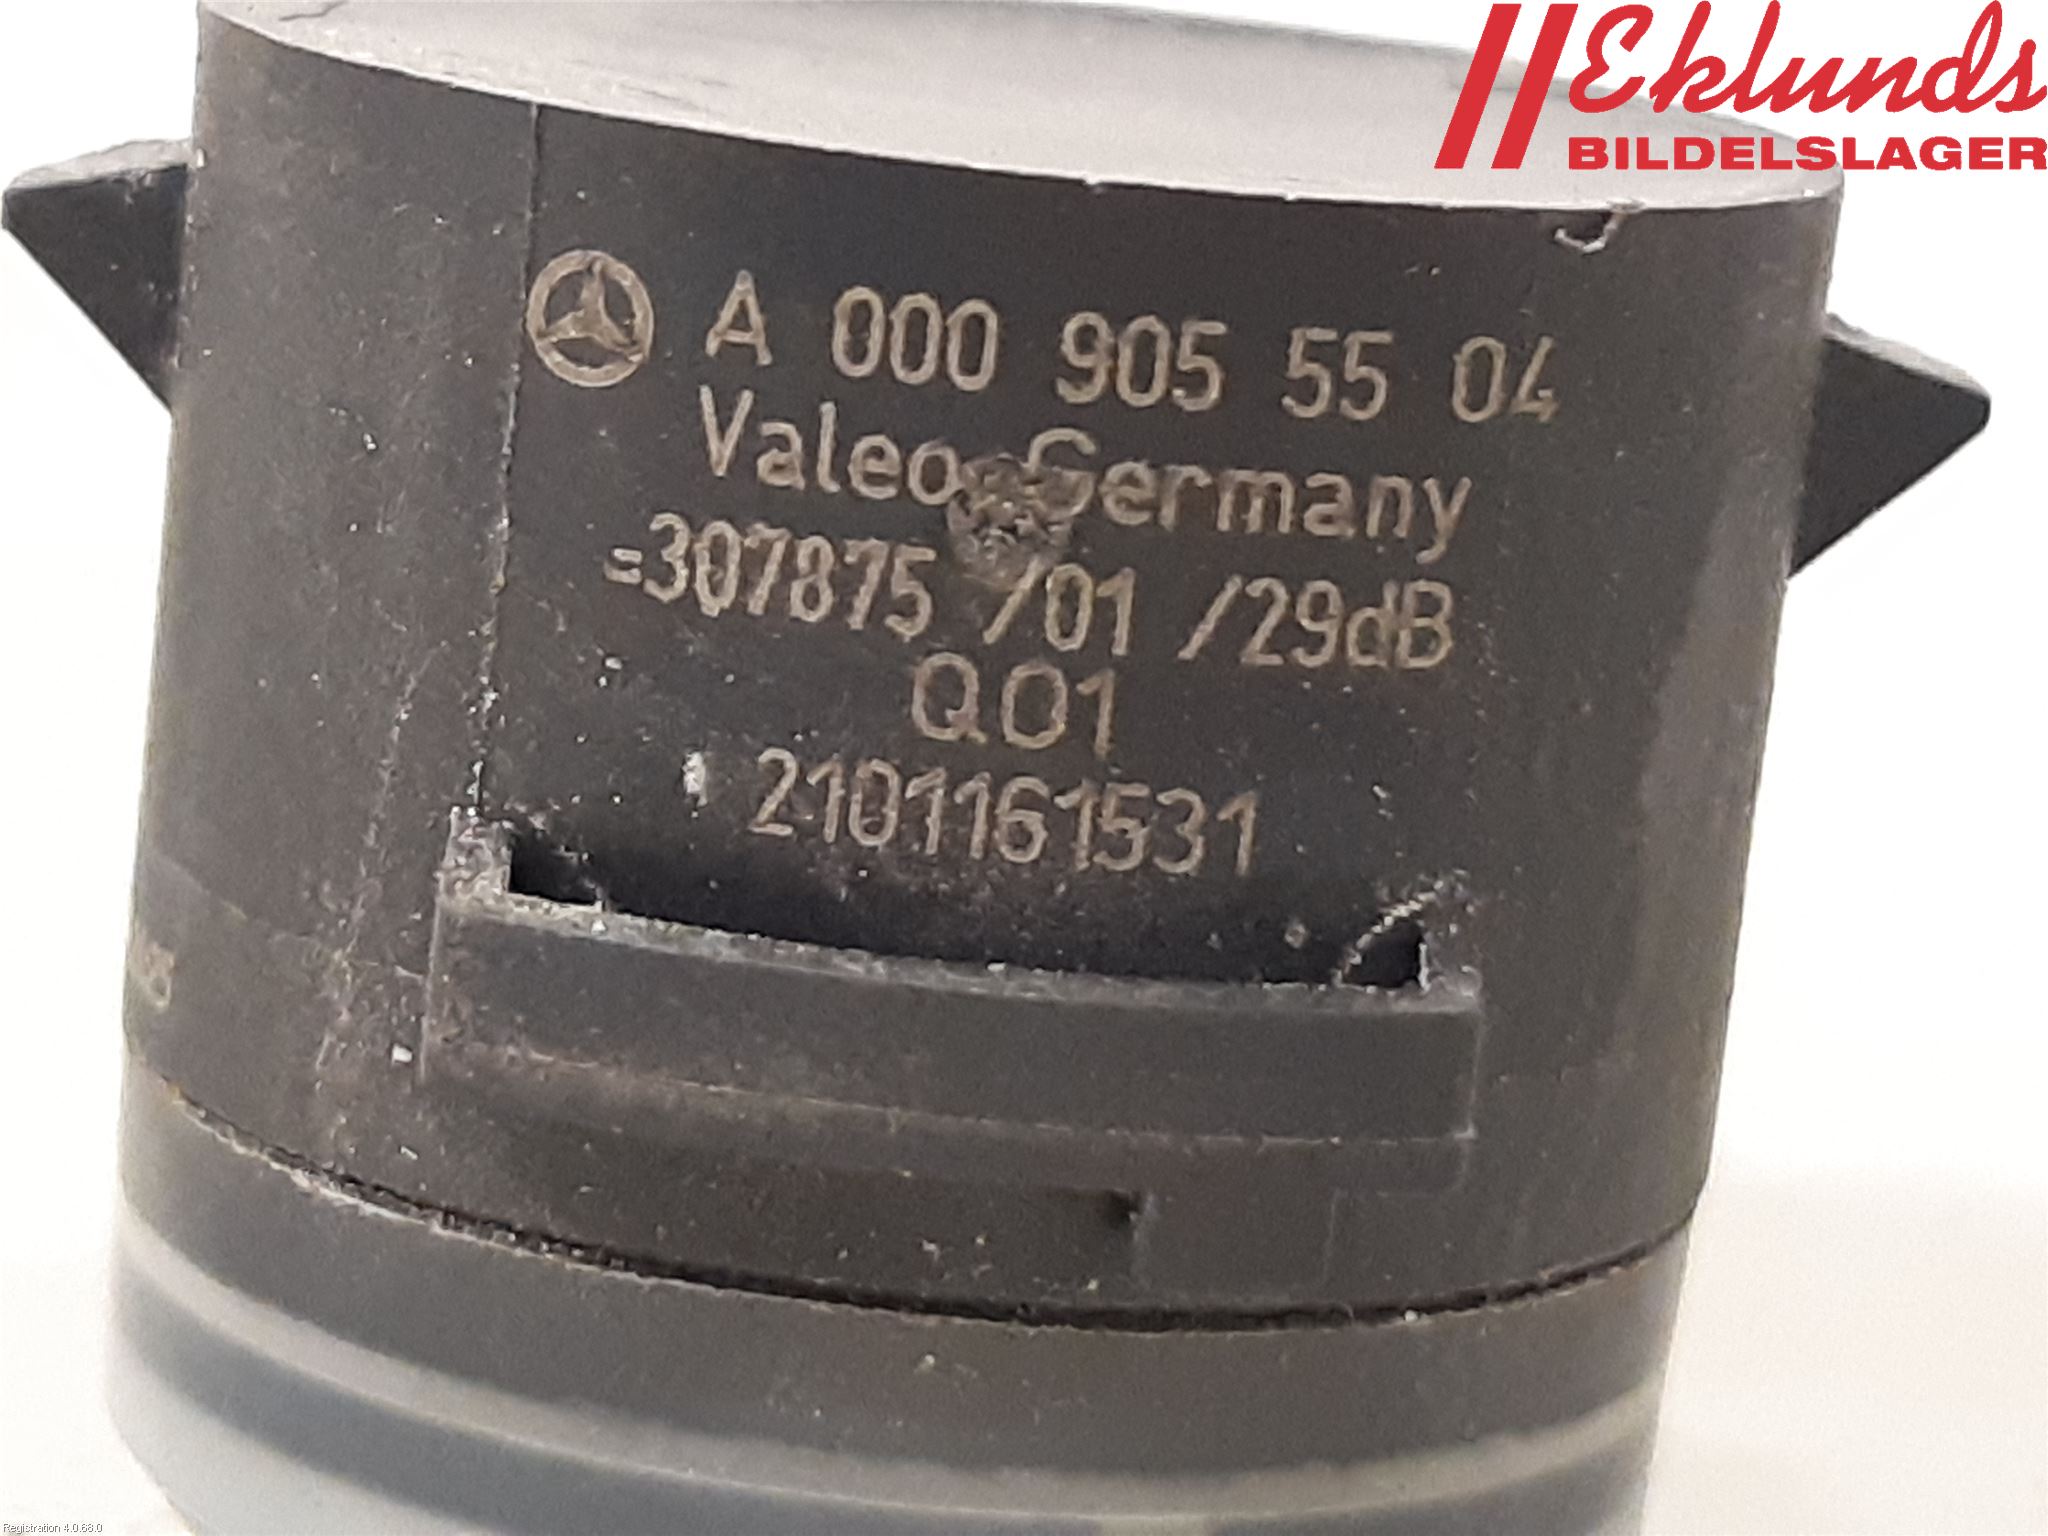 Eklunds
BILDELSLAGER
A 000 905 55 04
Valeo Germany
=307875 /01 /29dB
Q01
2101161531
Registration 4.0.68.0